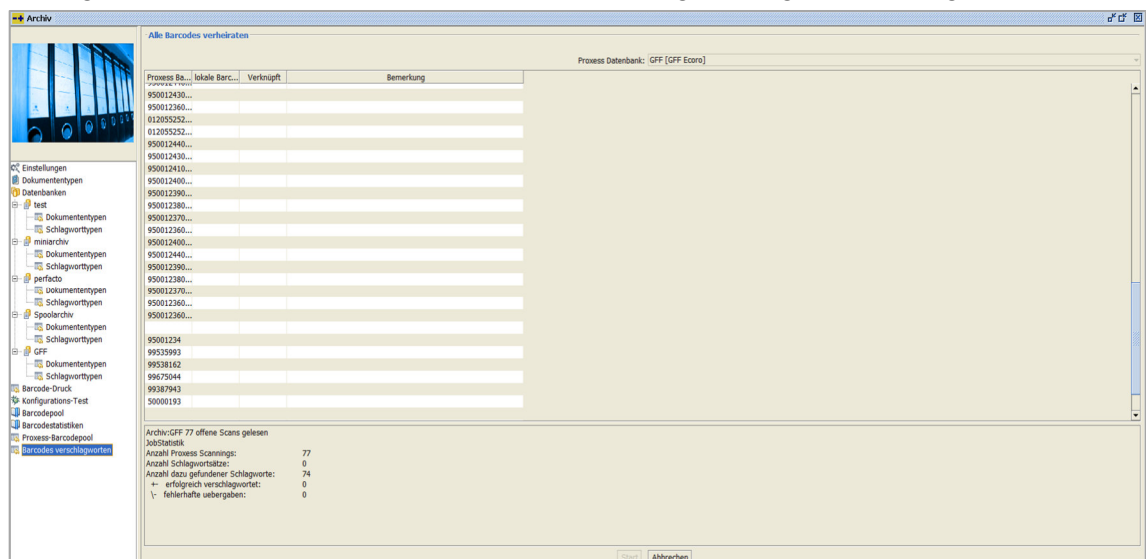 Archiv
Alle Barcodes verheiraten
Proxess Datenbank: GFF [GFF Ecoro]
Proxess Ba... lokale Barc... Verknüpft Bemerkung
950012430...
950012360...
012055252...
012055252...
950012440...
950012430...
950012410...
950012400...
950012390...
950012380...
950012370...
950012360...
950012400...
950012440...
950012390...
950012380...
950012370...
950012360...
950012360...
95001234
99535993
99538162
99675044
99387943
50000193
Einstellungen
Dokumententypen
Datenbanken
test
Dokumententypen
Schlagworttypen
miniarchiv
Dokumententypen
Schlagworttypen
perfacto
Dokumententypen
Schlagworttypen
Spoolarchiv
Dokumententypen
Schlagworttypen
GFF
Dokumententypen
Schlagworttypen
Barcode-Druck
Konfigurations-Test
Barcodepool
Barcodestatistiken
Proxess-Barcodepool
Barcodes verschlagworten
Archiv:GFF 77 offene Scans gelesen
JobStatistik
Anzahl Proxess Scannings: 77
Anzahl Schlagwortsätze: 0
Anzahl dazu gefundener Schlagworte: 74
+- erfolgreich verschlagwortet: 0
\- fehlerhafte uebergaben: 0
Start Abbrechen